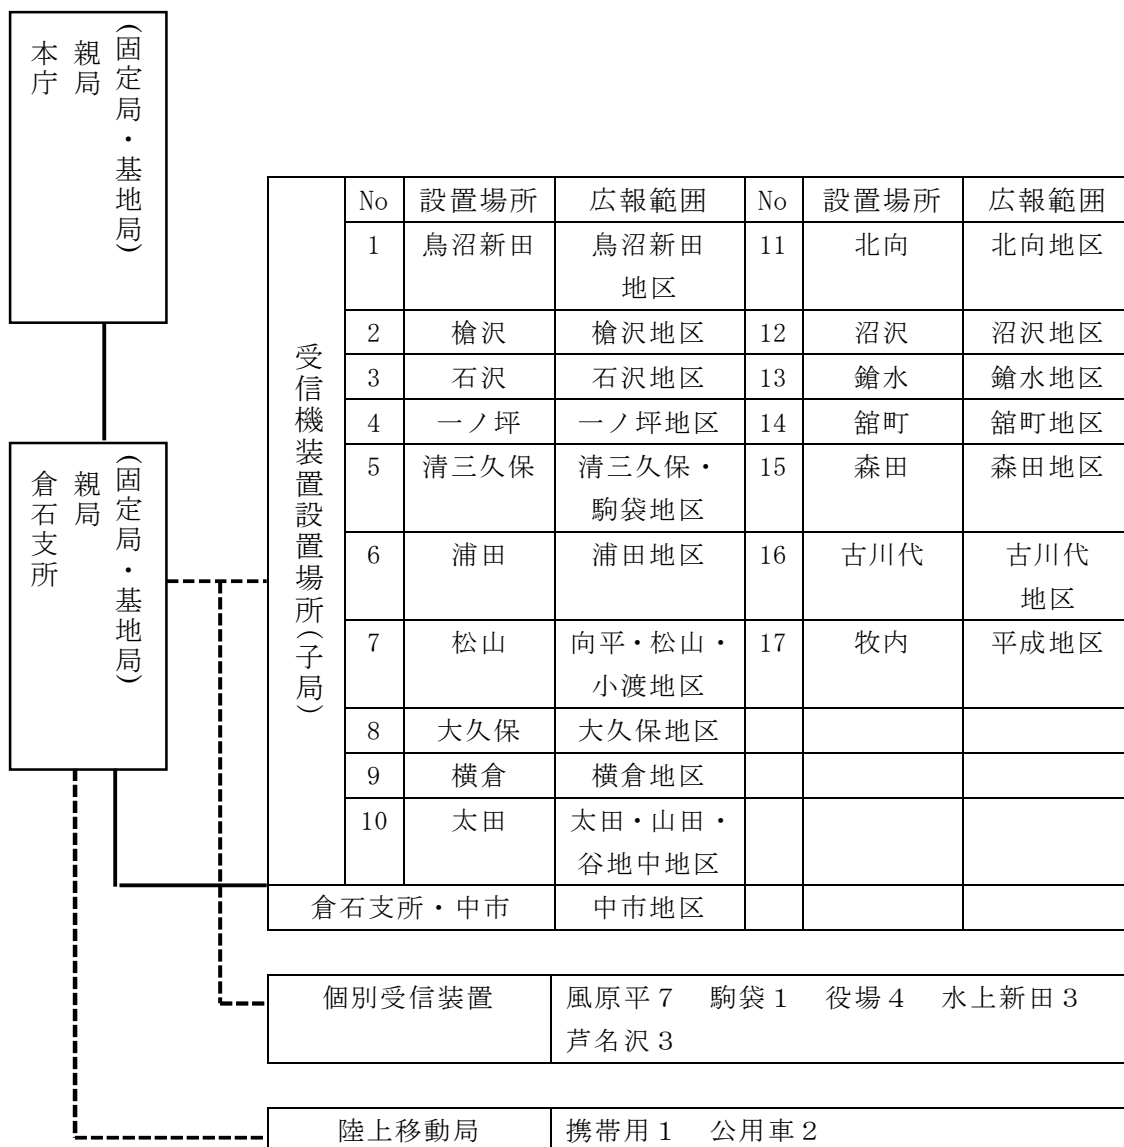 (固定局・基地局)
親局
本庁
(固定局・基地局)
親局
倉石支所
受信機装置設置場所(子局)
No 設置場所 広報範囲 No 設置場所 広報範囲
1 鳥沼新田 鳥沼新田 11 北向 北向地区
地区
2 槍沢 槍沢地区 12 沼沢 沼沢地区
3 石沢 石沢地区 13 鎗水 鎗水地区
4 一ノ坪 一ノ坪地区 14 舘町 舘町地区
5 清三久保 清三久保・ 15 森田 森田地区
駒袋地区
6 浦田 浦田地区 16 古川代 古川代
地区
7 松山 向平・松山・ 17 牧内 平成地区
小渡地区
8 大久保 大久保地区
9 横倉 横倉地区
10 太田 太田・山田・
谷地中地区
倉石支所・中市 中市地区
個別受信装置 風原平7 駒袋1 役場4 水上新田3
芦名沢3
陸上移動局 携帯用1 公用車2